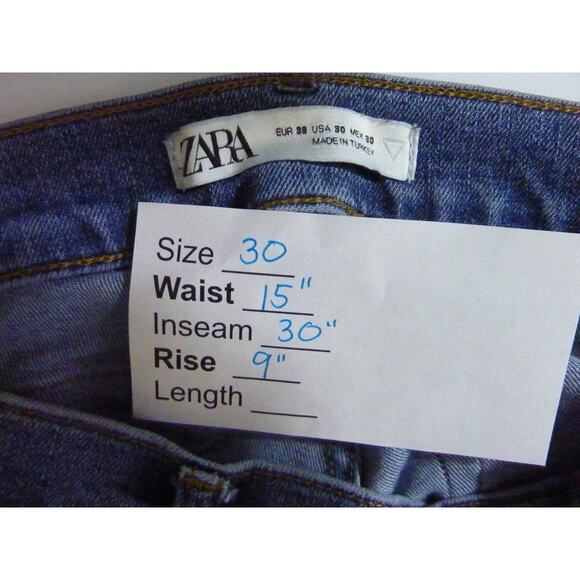 ZARA
EUR 38 USA 30 MEX 30
MADE IN TURKEY
Size 30
Waist 15"
Inseam 30"
Rise 9"
Length